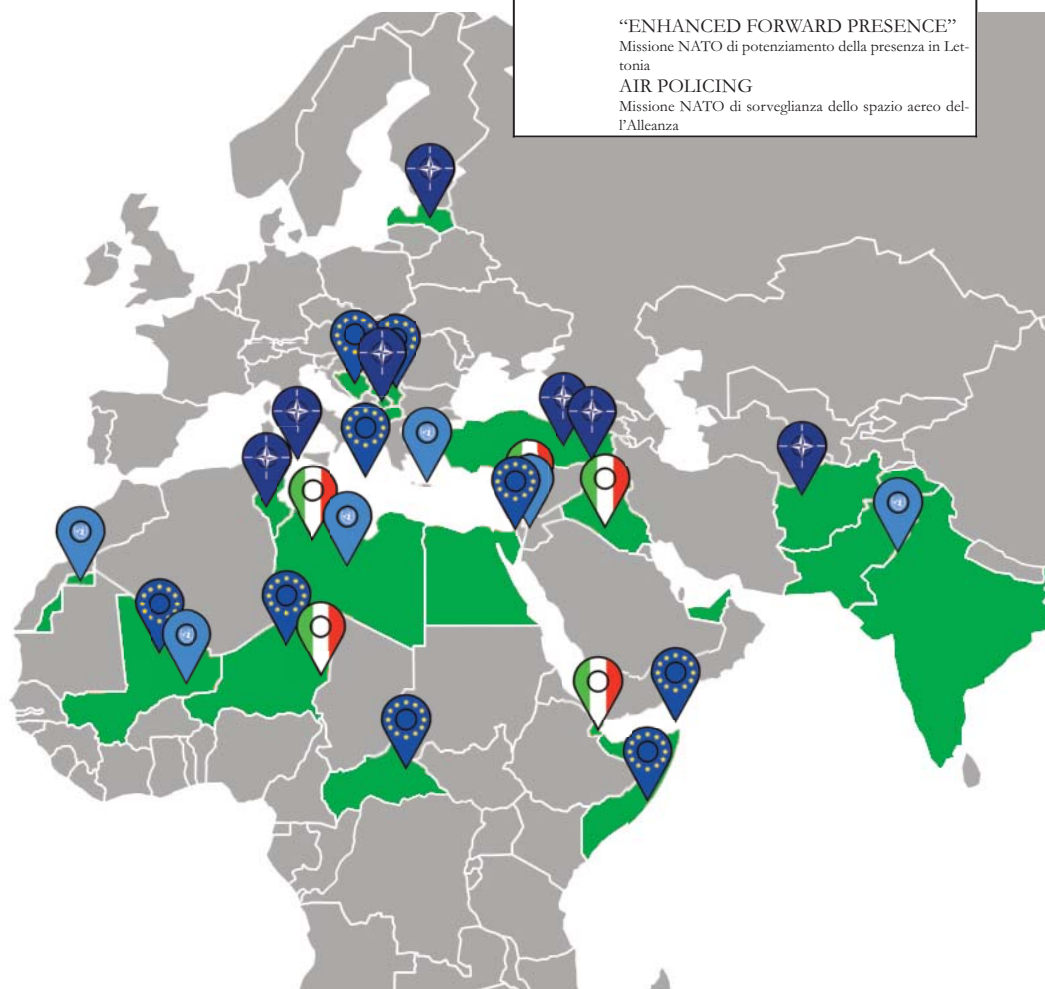 “ENHANCED FORWARD PRESENCE”
Missione NATO di potenziamento della presenza in Let-
tonia
AIR POLICING
Missione NATO di sorveglianza dello spazio aereo del-
l’Alleanza